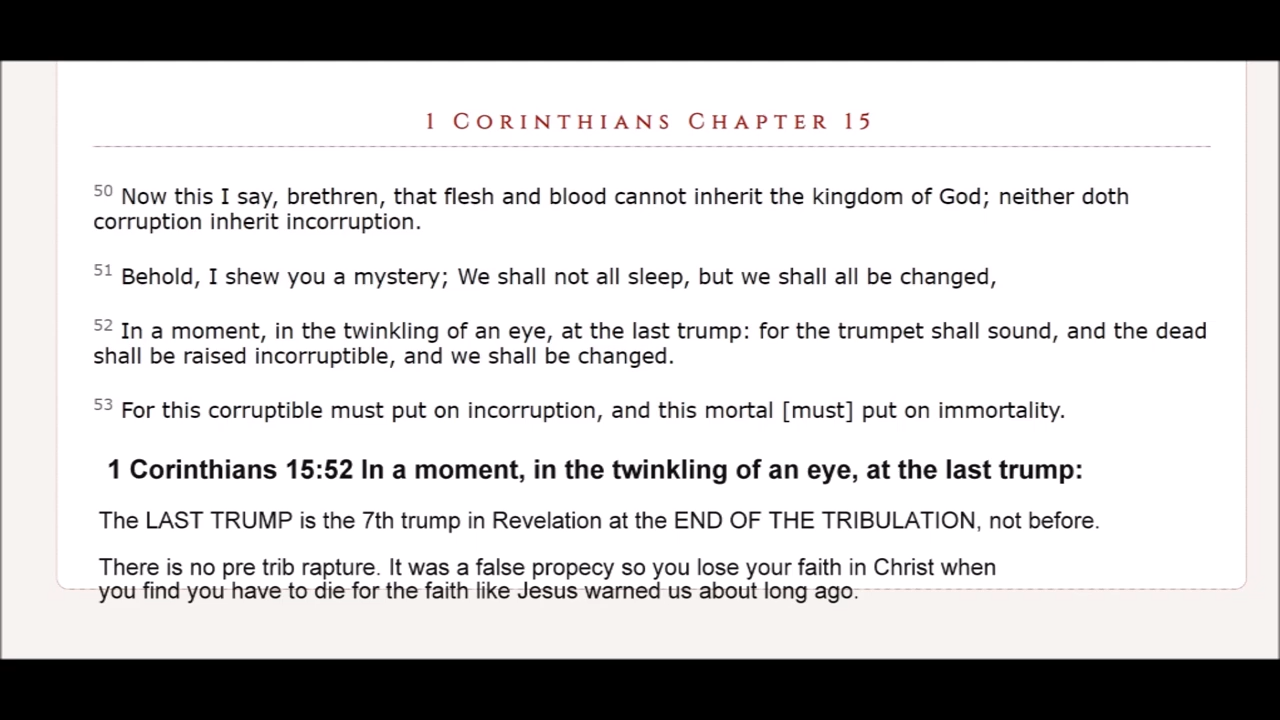 1 Corinthians Chapter 15
50 Now this I say, brethren, that flesh and blood cannot inherit the kingdom of God; neither doth
corruption inherit incorruption.
51 Behold, I shew you a mystery; We shall not all sleep, but we shall all be changed,
52 In a moment, in the twinkling of an eye, at the last trump: for the trumpet shall sound, and the dead
shall be raised incorruptible, and we shall be changed.
53 For this corruptible must put on incorruption, and this mortal [must] put on immortality.
1 Corinthians 15:52 In a moment, in the twinkling of an eye, at the last trump:
The LAST TRUMP is the 7th trump in Revelation at the END OF THE TRIBULATION, not before.
There is no pre trib rapture. It was a false propecy so you lose your faith in Christ when
you find you have to die for the faith like Jesus warned us about long ago.